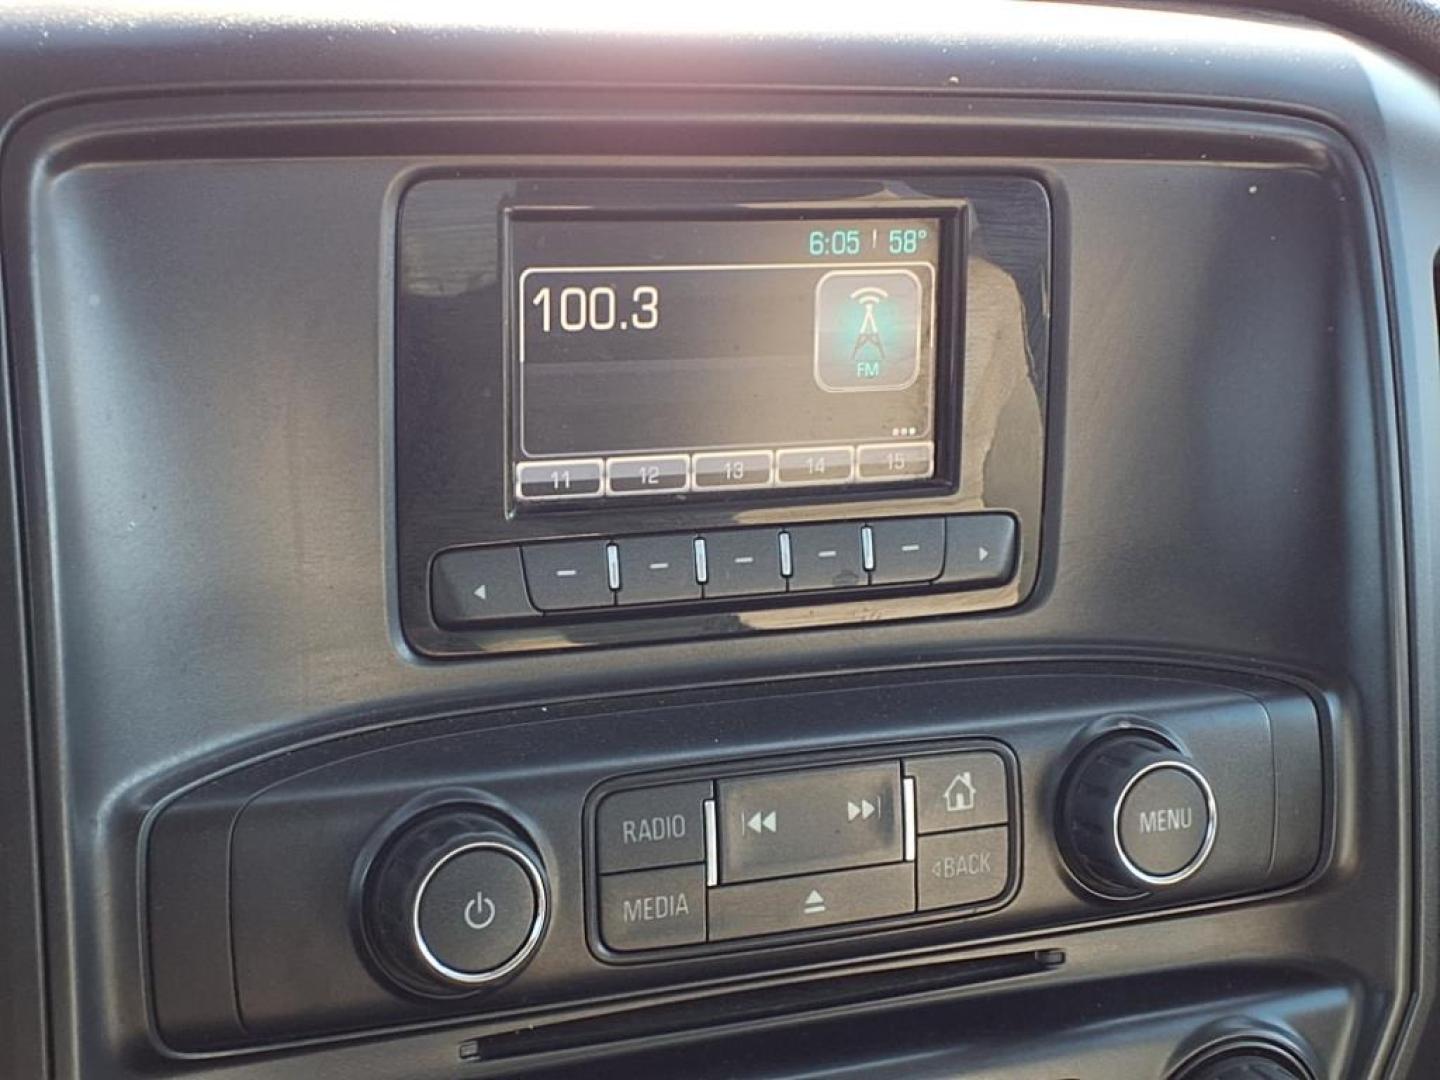 6:05 58°
100.3
FM
11 12 13 14 15
RADIO
MENU
◁BACK
MEDIA